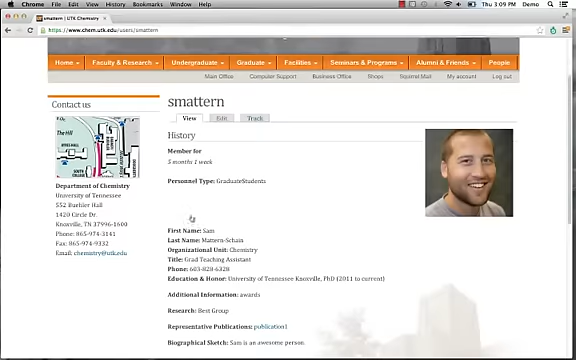 Chrome File Edit View History Bookmarks Window Help
Thu 3:09 PM Demo
smattern | UTK Chemistry
https://www.chem.utk.edu/users/smattern
Home Faculty & Research Undergraduate Graduate Facilities Seminars & Programs Alumni & Friends People
Main Office Computer Support Business Office Shops Squirrel Mail My account Log out
Contact us
The Hill
Department of Chemistry
University of Tennessee
552 Buehler Hall
1420 Circle Dr.
Knoxville, TN 37996-1600
Phone: 865-974-3141
Fax: 865-974-9332
Email: chemistry@utk.edu
smattern
View Edit Track
History
Member for
5 months 1 week
Personnel Type: GraduateStudents
First Name: Sam
Last Name: Mattern-Schain
Organizational Unit: Chemistry
Title: Grad Teaching Assistant
Phone: 603-828-6328
Education & Honor: University of Tennessee Knoxville, PhD (2011 to current)
Additional Information: awards
Research: Best Group
Representative Publications: publication1
Biographical Sketch: Sam is an awesome person.